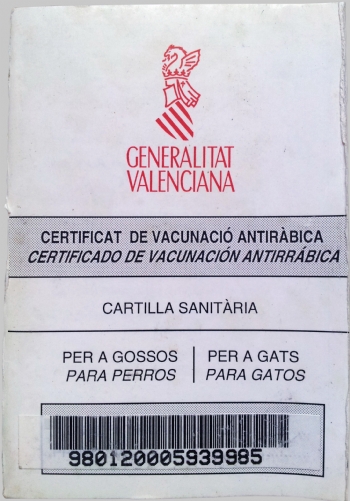 GENERALITAT
VALENCIANA
CERTIFICAT DE VACUNACIÓ ANTIRÀBICA
CERTIFICADO DE VACUNACIÓN ANTIRRÁBICA
CARTILLA SANITÀRIA
PER A GOSSOS
PARA PERROS
PER A GATS
PARA GATOS
980120005939985